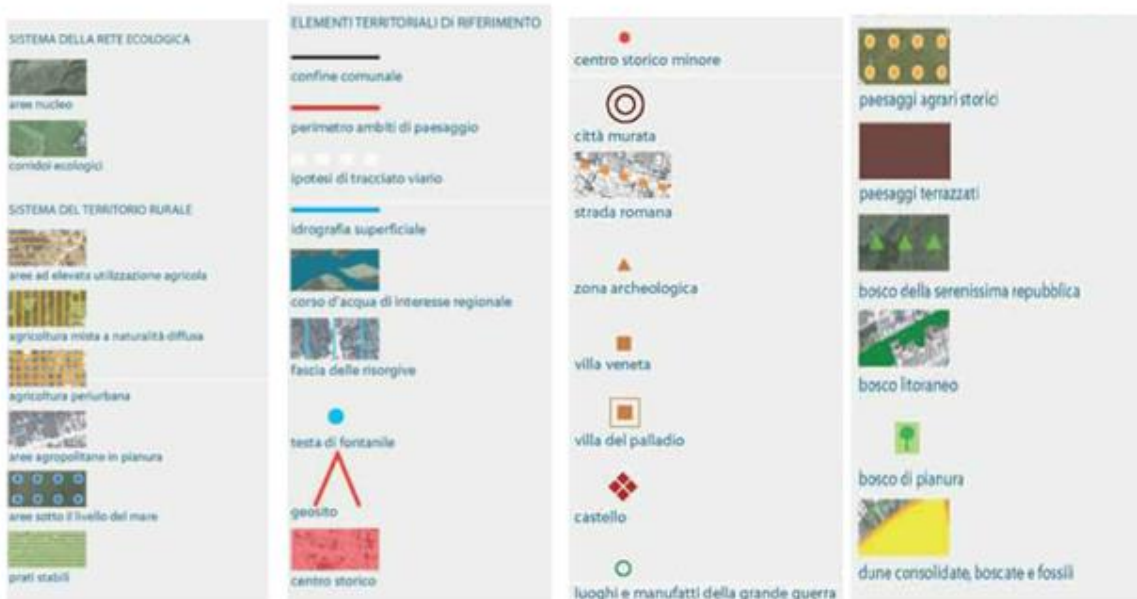 SISTEMA DELLA RETE ECOLOGICA
aree nucleo
corridoi ecologici
SISTEMA DEL TERRITORIO RURALE
aree ad elevata utilizzazione agricola
agricoltura mista a naturalità diffusa
agricoltura periurbana
aree agropolitane in pianura
aree sotto il livello del mare
prati stabili
ELEMENTI TERRITORIALI DI RIFERIMENTO
confine comunale
perimetro ambiti di paesaggio
ipotesi di tracciato viario
idrografia superficiale
corso d'acqua di interesse regionale
fascia delle risorgive
testa di fontanile
geosito
centro storico
centro storico minore
città murata
strada romana
zona archeologica
villa veneta
villa del palladio
castello
luoghi e manufatti della grande guerra
paesaggi agrari storici
paesaggi terrazzati
bosco della serenissima repubblica
bosco litoraneo
bosco di pianura
dune consolidate, boscate e fossili